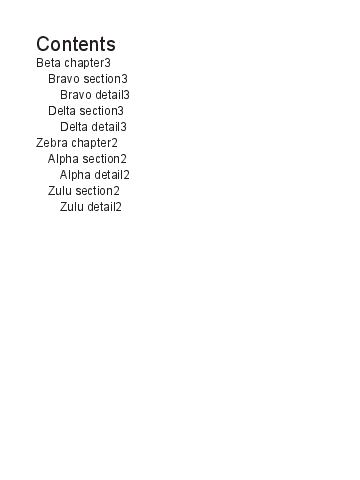 Contents
Beta chapter3
Bravo section3
Bravo detail3
Delta section3
Delta detail3
Zebra chapter2
Alpha section2
Alpha detail2
Zulu section2
Zulu detail2